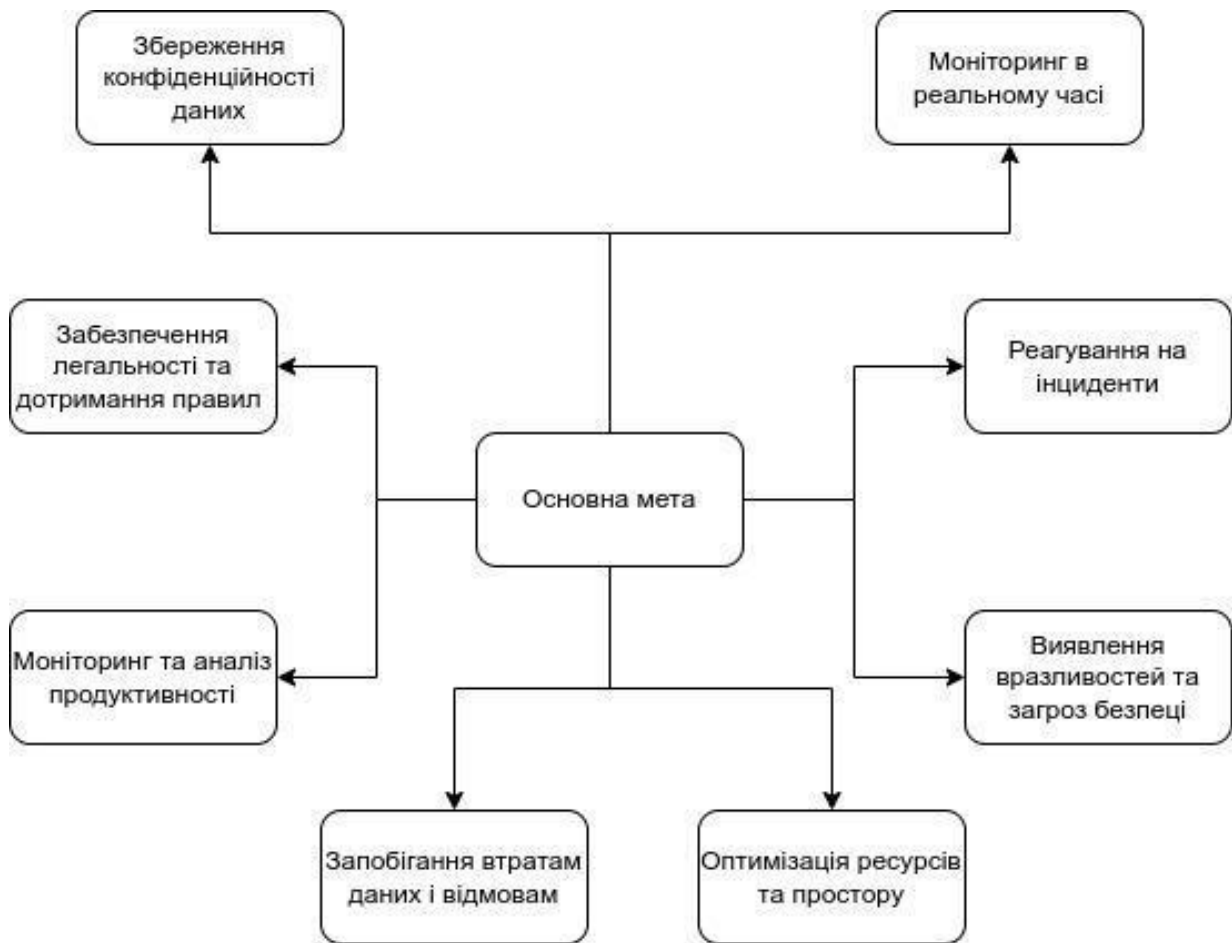 Збереження
конфіденційності
даних
Моніторинг в
реальному часі
Забезпечення
легальності та
дотримання правил
Реагування на
інциденти
Основна мета
Моніторинг та аналіз
продуктивності
Виявлення
вразливостей та
загроз безпеці
Запобігання втратам
даних і відмовам
Оптимізація ресурсів
та простору